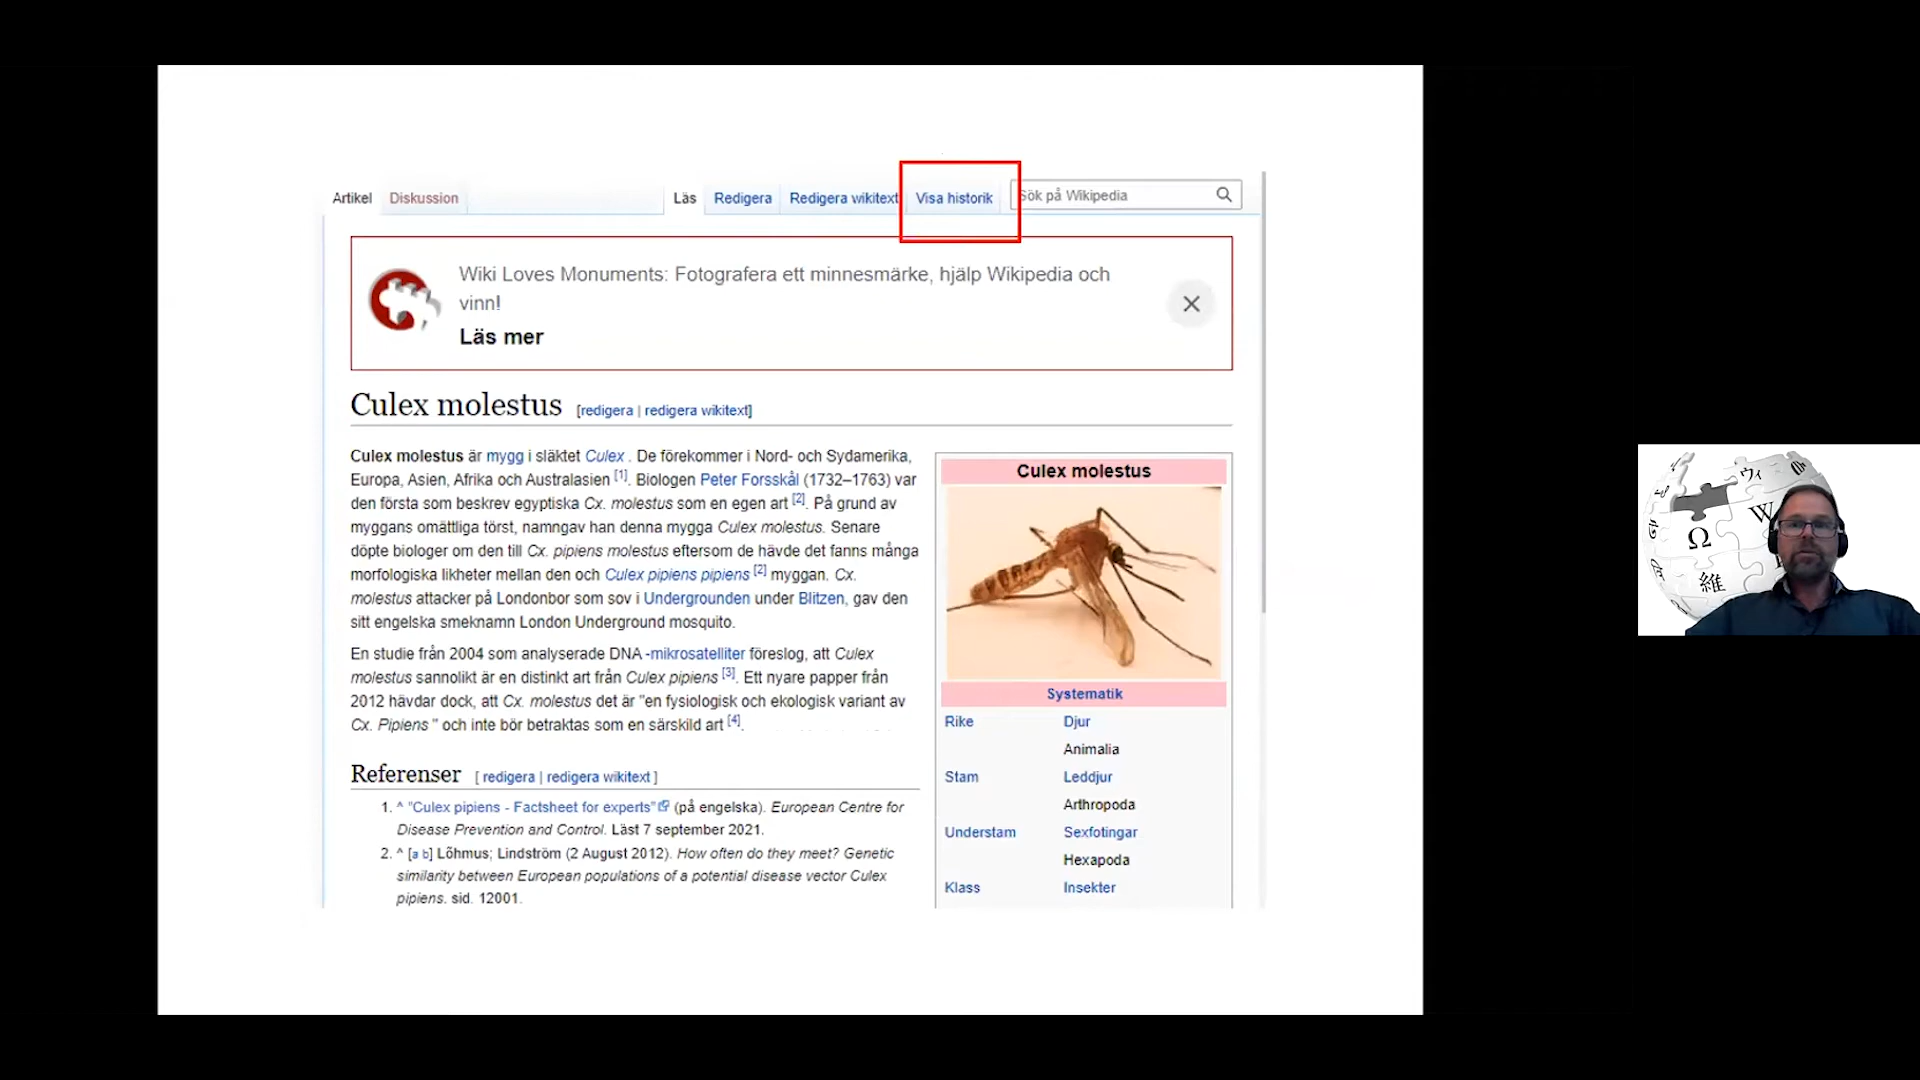 Artikel Diskussion Läs Redigera Redigera wikitext Visa historik Sök på Wikipedia
Wiki Loves Monuments: Fotografera ett minnesmärke, hjälp Wikipedia och
vinn!
Läs mer
Culex molestus [redigera | redigera wikitext]
Culex molestus är mygg i släktet Culex . De förekommer i Nord- och Sydamerika,
Europa, Asien, Afrika och Australasien [1]. Biologen Peter Forsskål (1732–1763) var
den första som beskrev egyptiska Cx. molestus som en egen art [2]. På grund av
myggans omättliga törst, namngav han denna mygga Culex molestus. Senare
döpte biologer om den till Cx. pipiens molestus eftersom de hävde det fanns många
morfologiska likheter mellan den och Culex pipiens pipiens [2] myggan. Cx.
molestus attacker på Londonbor som sov i Undergrounden under Blitzen, gav den
sitt engelska smeknamn London Underground mosquito.
En studie från 2004 som analyserade DNA -mikrosatelliter föreslog, att Culex
molestus sannolikt är en distinkt art från Culex pipiens [3]. Ett nyare papper från
2012 hävdar dock, att Cx. molestus det är "en fysiologisk och ekologisk variant av
Cx. Pipiens " och inte bör betraktas som en särskild art [4].
Referenser [ redigera | redigera wikitext ]
1. ^ "Culex pipiens - Factsheet for experts" (på engelska). European Centre for
Disease Prevention and Control. Läst 7 september 2021.
2. ^ [a b] Lõhmus; Lindström (2 August 2012). How often do they meet? Genetic
similarity between European populations of a potential disease vector Culex
pipiens. sid. 12001.
Culex molestus
Systematik
Rike Djur
Animalia
Stam Leddjur
Arthropoda
Understam Sexfotingar
Hexapoda
Klass Insekter
ウィ
W
Ω
維